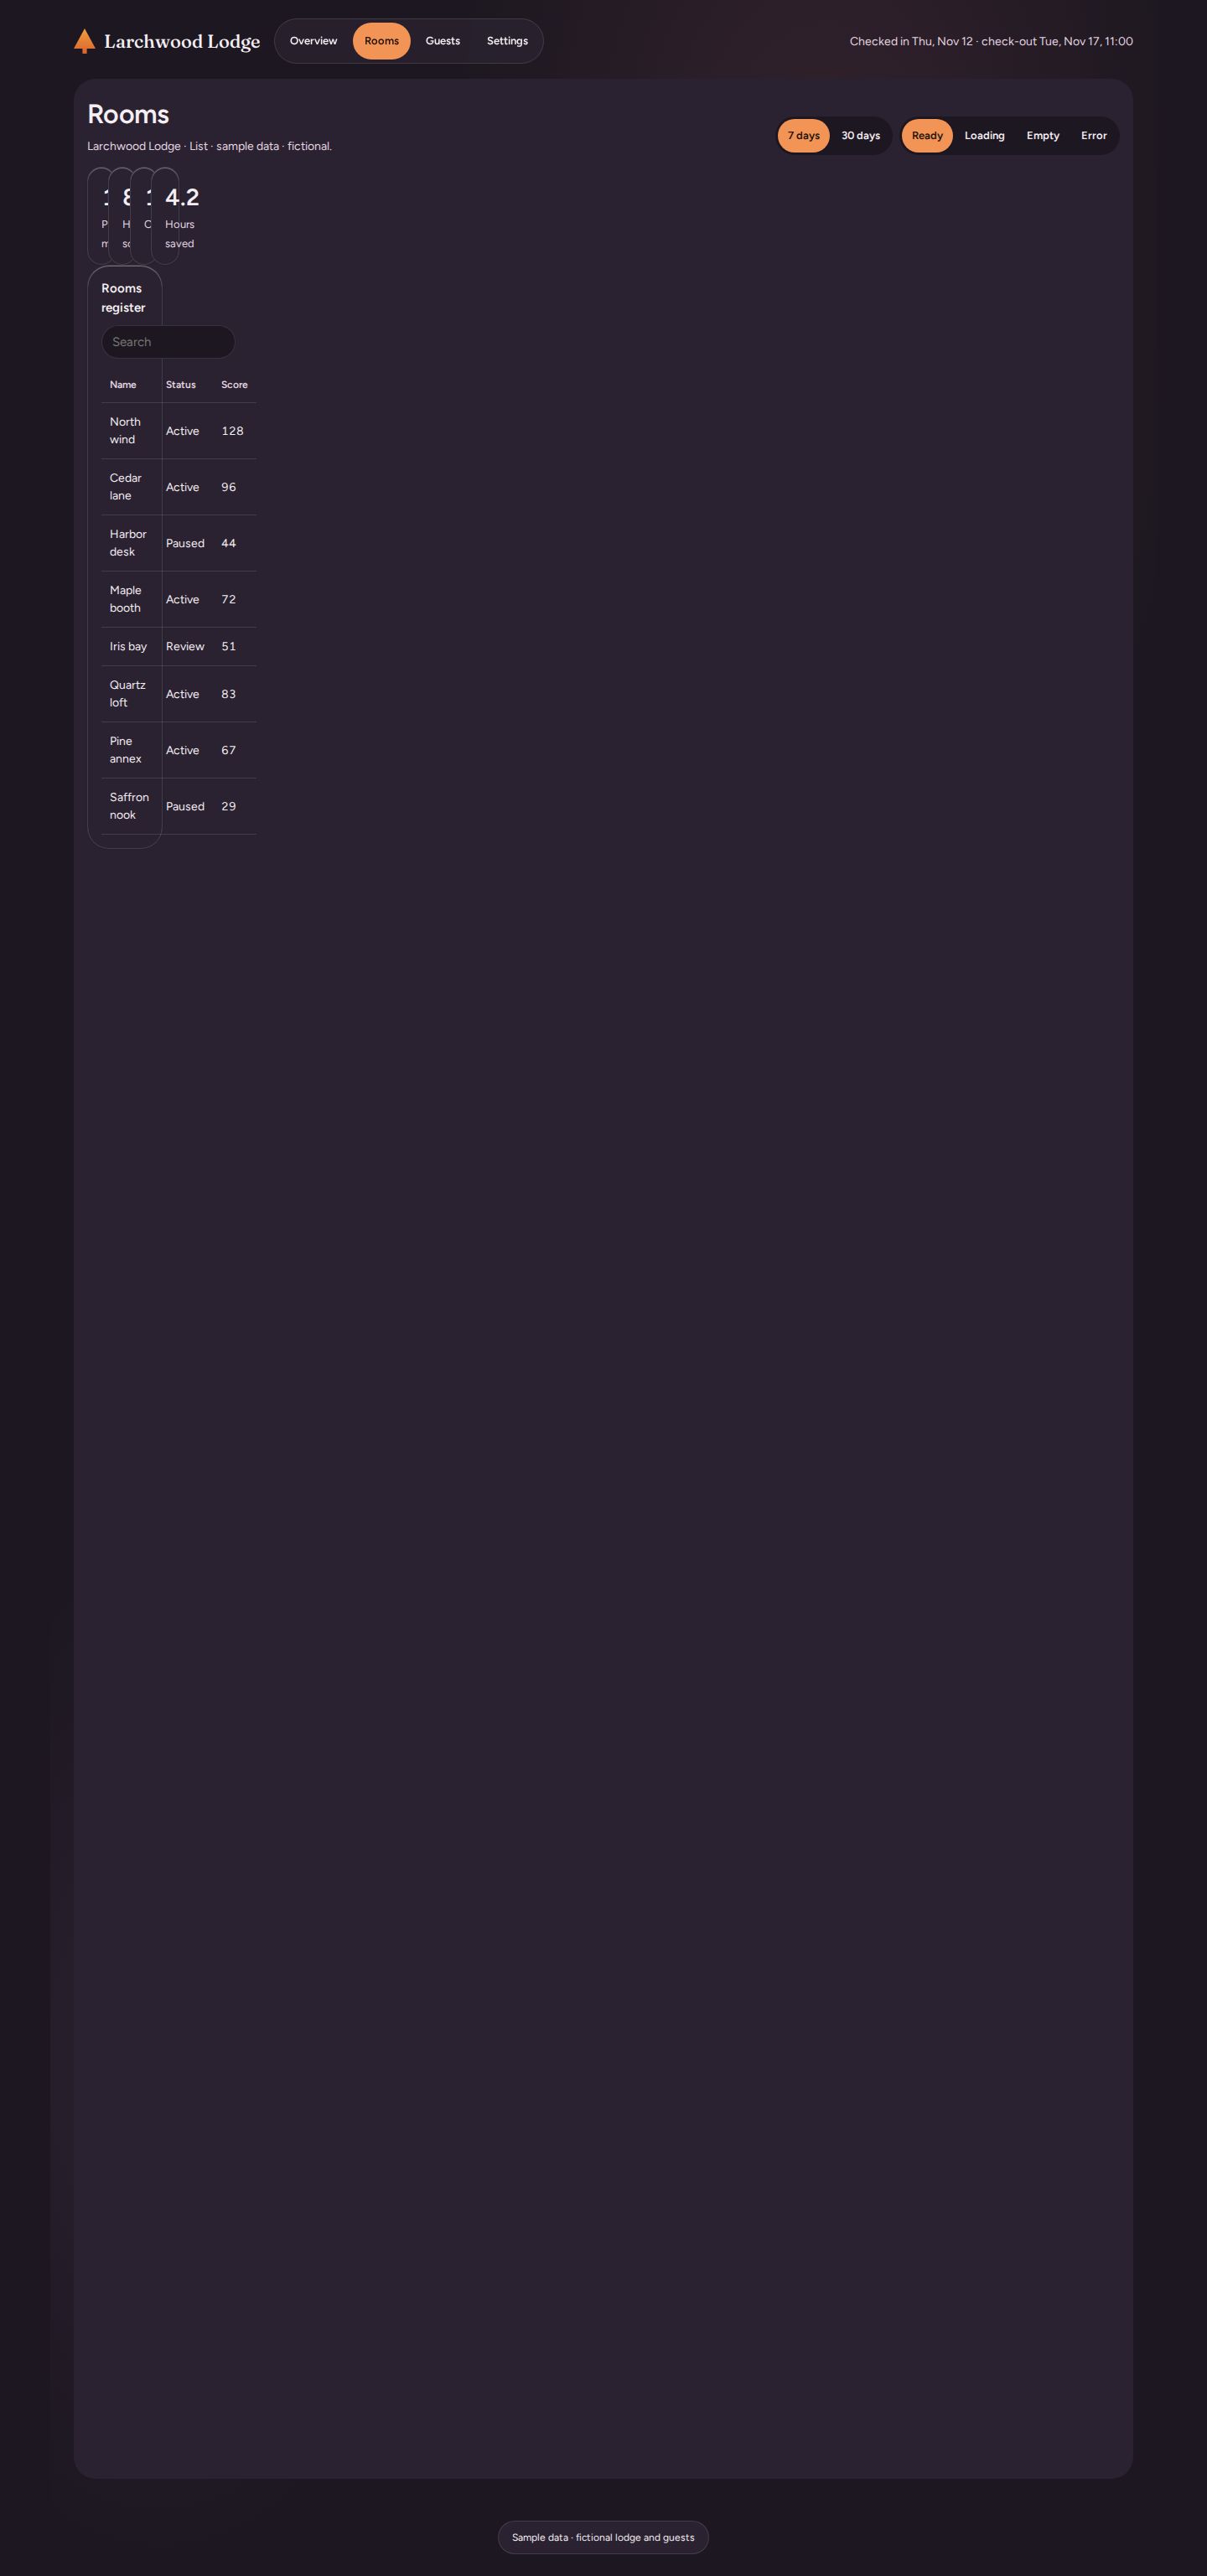 Larchwood Lodge
Overview
Rooms
Guests
Settings
Checked in Thu, Nov 12 · check-out Tue, Nov 17, 11:00
Rooms
Larchwood Lodge · List · sample data · fictional.
7 days
30 days
Ready
Loading
Empty
Error
4.2
Hours
saved
Rooms
register
Search
Name Status Score
North
wind
Active 128
Cedar
lane
Active 96
Harbor
desk
Paused 44
Maple
booth
Active 72
Iris bay Review 51
Quartz
loft
Active 83
Pine
annex
Active 67
Saffron
nook
Paused 29
Sample data · fictional lodge and guests